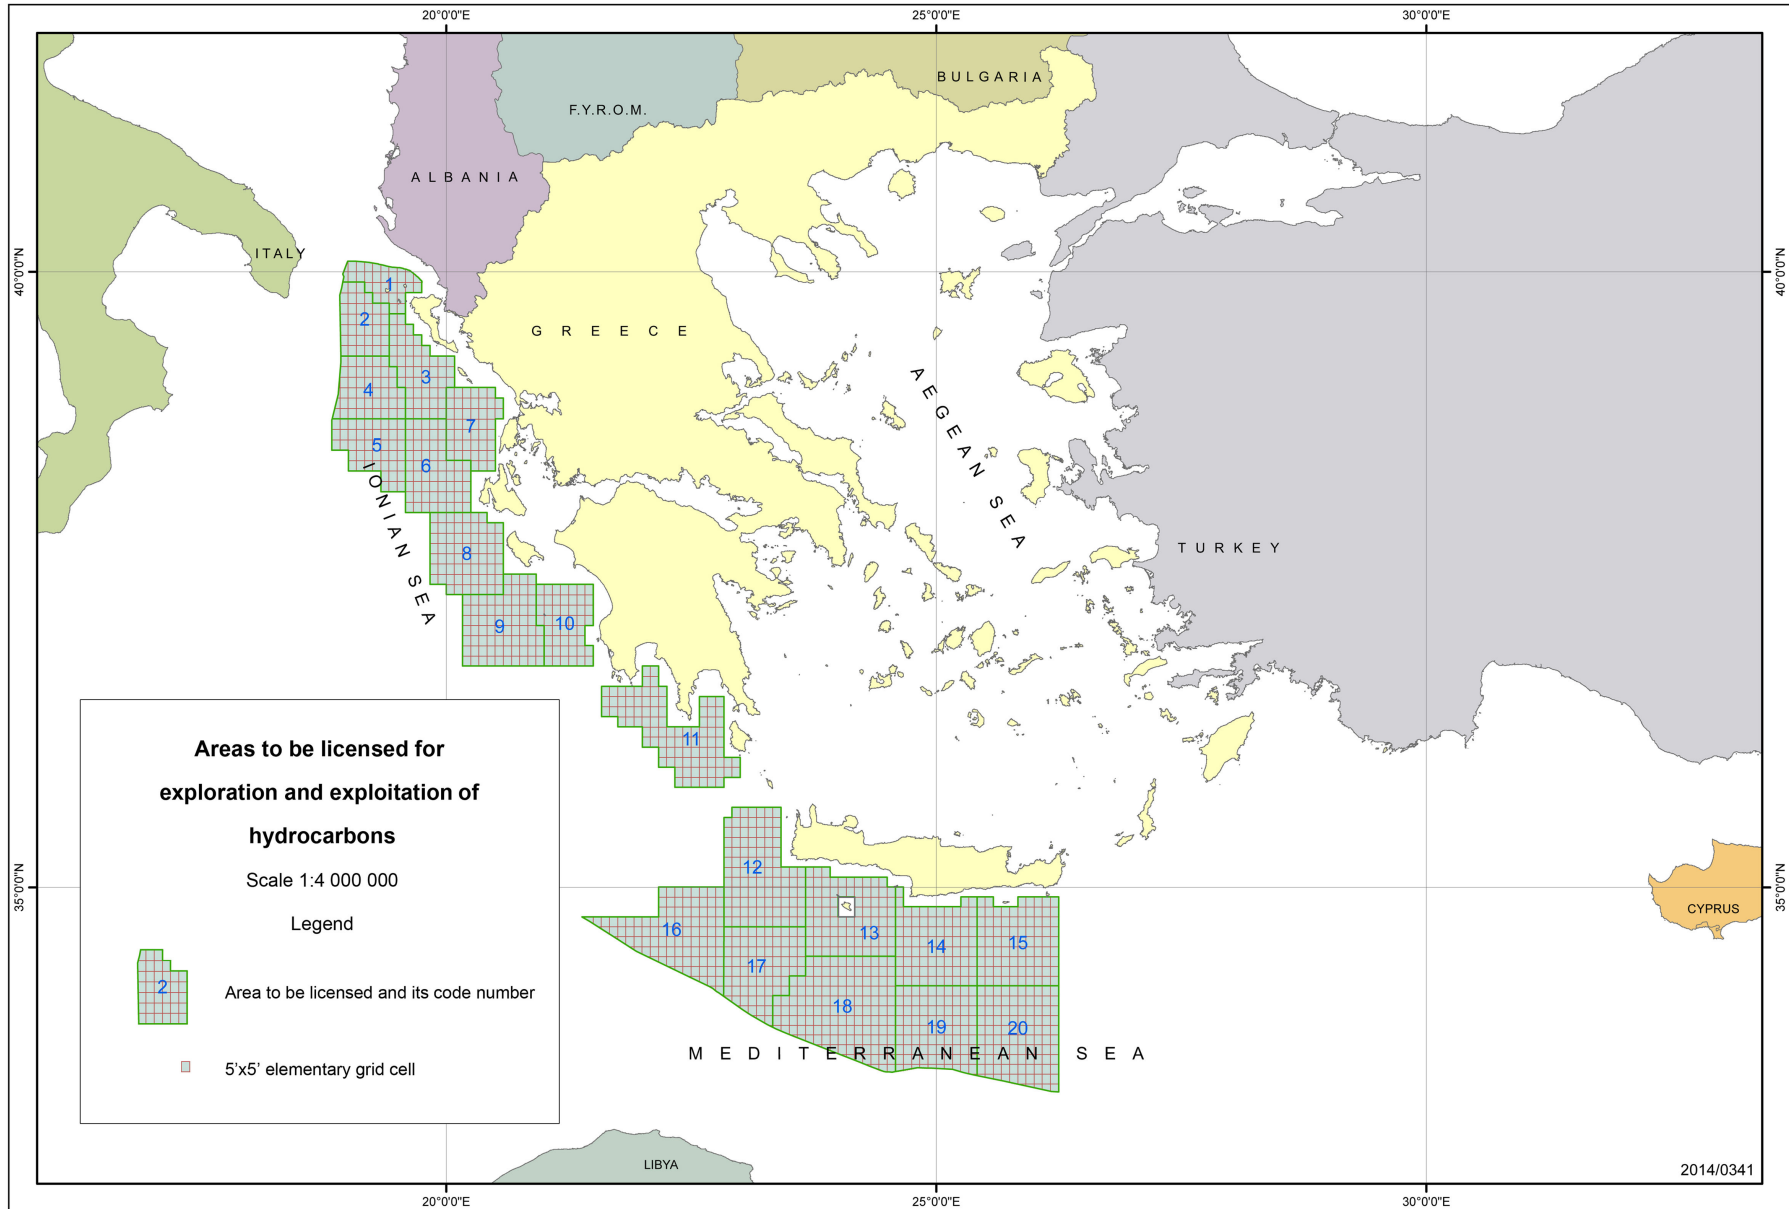 20°0'0"E
25°0'0"E
30°0'0"E
BULGARIA
F.Y.R.O.M.
ALBANIA
ITALY
40°0'0"N
40°0'0"N
1
2
GREECE
3
4
AEGEAN SEA
7
5
6
IONIAN SEA
TURKEY
8
9
10
11
Areas to be licensed for
exploration and exploitation of
hydrocarbons
Scale 1:4 000 000
Legend
2
Area to be licensed and its code number
5'x5' elementary grid cell
12
35°0'0"N
35°0'0"N
CYPRUS
16
13
14
15
17
18
19
20
MEDITERRANEAN SEA
LIBYA
2014/0341
20°0'0"E
25°0'0"E
30°0'0"E